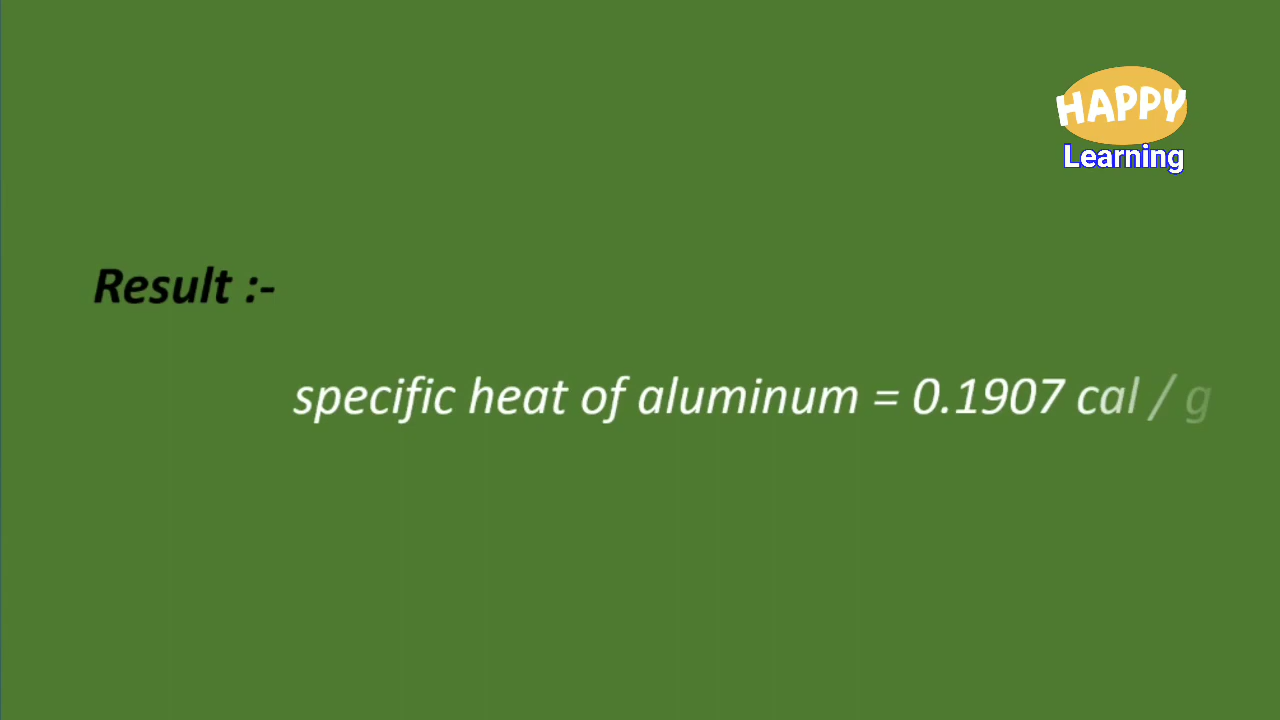 HAPPY
Learning
Result :-
specific heat of aluminum = 0.1907 cal / g